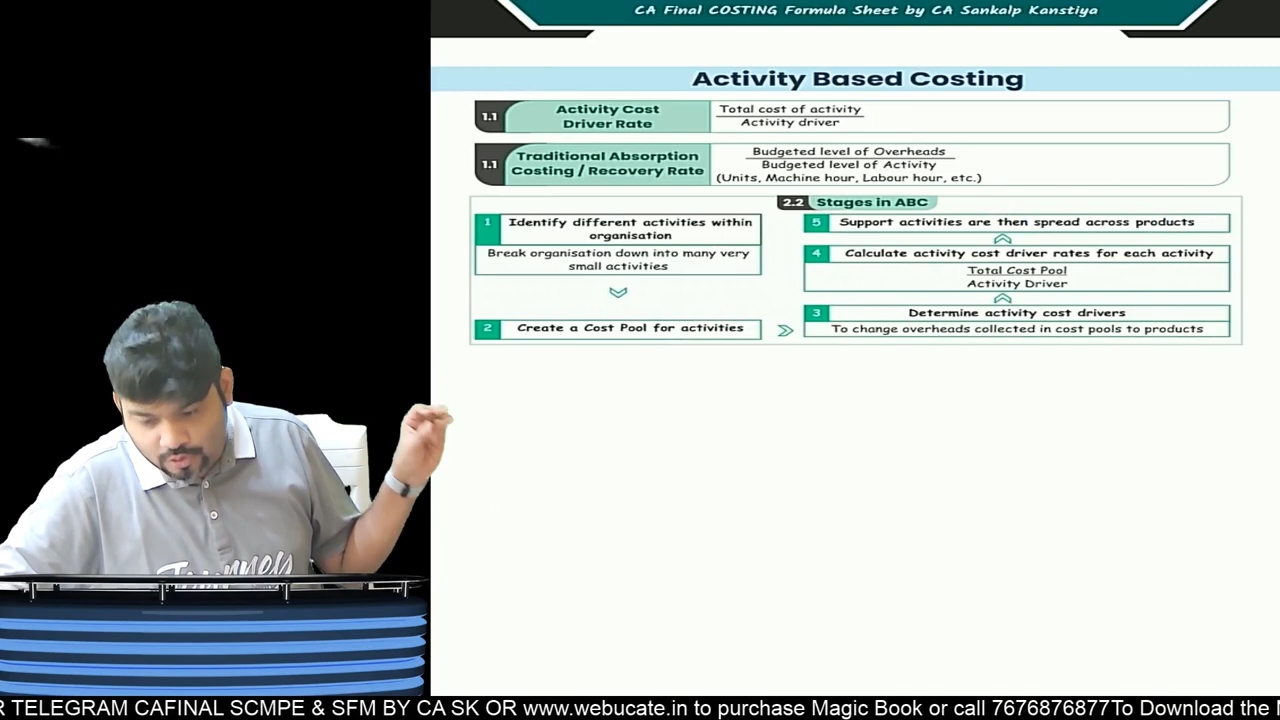 CA Final COSTING Formula Sheet by CA Sankalp Kanstiya
Activity Based Costing
1.1
Activity Cost
Driver Rate
Total cost of activity
Activity driver
1.1
Traditional Absorption
Costing / Recovery Rate
Budgeted level of Overheads
Budgeted level of Activity
(Units, Machine hour, Labour hour, etc.)
2.2 Stages in ABC
1 Identify different activities within
organisation
Break organisation down into many very
small activities
2 Create a Cost Pool for activities
3 Determine activity cost drivers
To change overheads collected in cost pools to products
4 Calculate activity cost driver rates for each activity
Total Cost Pool
Activity Driver
5 Support activities are then spread across products
R TELEGRAM CAFINAL SCMPE & SFM BY CA SK OR www.webucate.in to purchase Magic Book or call 7676876877To Download the